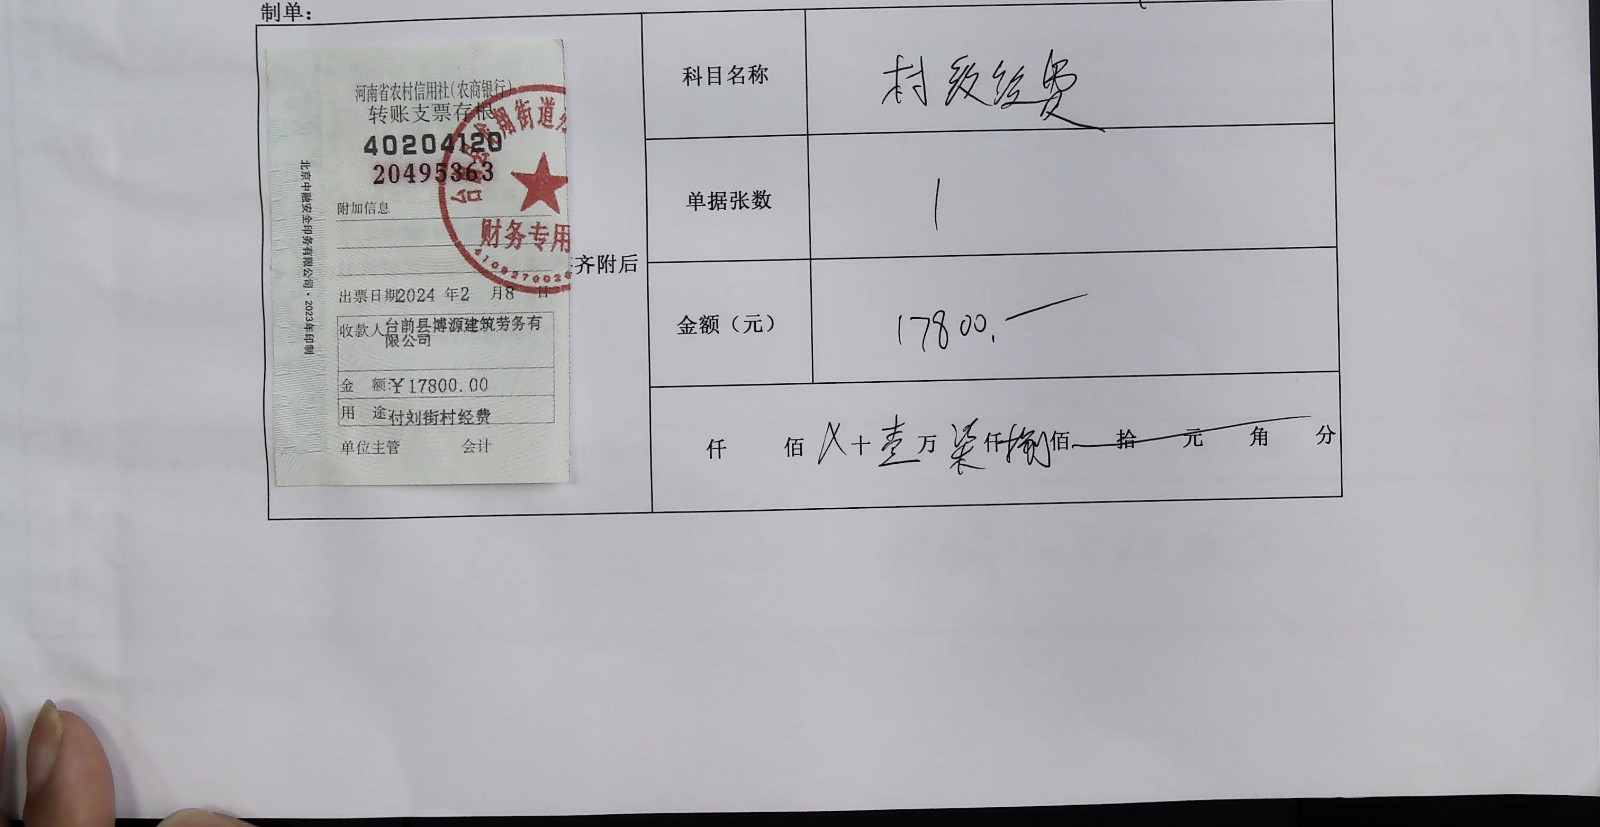 制单：
河南省农村信用社（农商银行）
转账支票存根
40204120
20495363
附加信息
出票日期2024 年2 月8 日
收款人台前县博源建筑劳务有
限公司
金 额:￥17800.00
用 途付刘街村经费
单位主管 会计
北京中融安全印务有限公司·2023年印制
街道
财务专用
齐附后
科目名称 村级经费
单据张数 1
金额（元） 17800.
仟 佰 X十壹万柒仟捌佰 拾 元 角 分